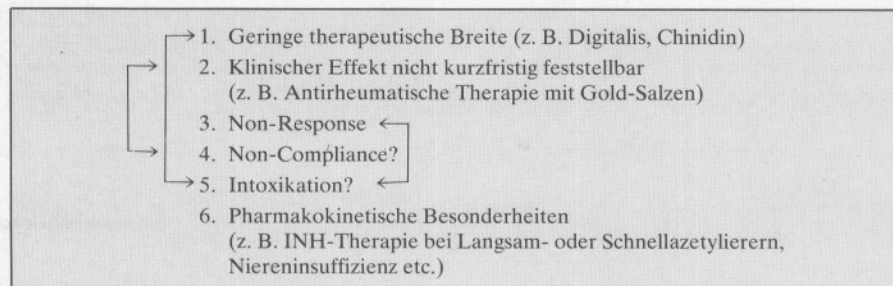 1. Geringe therapeutische Breite (z. B. Digitalis, Chinidin)
2. Klinischer Effekt nicht kurzfristig feststellbar
(z. B. Antirheumatische Therapie mit Gold-Salzen)
3. Non-Response
4. Non-Compliance?
5. Intoxikation?
6. Pharmakokinetische Besonderheiten
(z. B. INH-Therapie bei Langsam- oder Schnellazetylierern,
Niereninsuffizienz etc.)